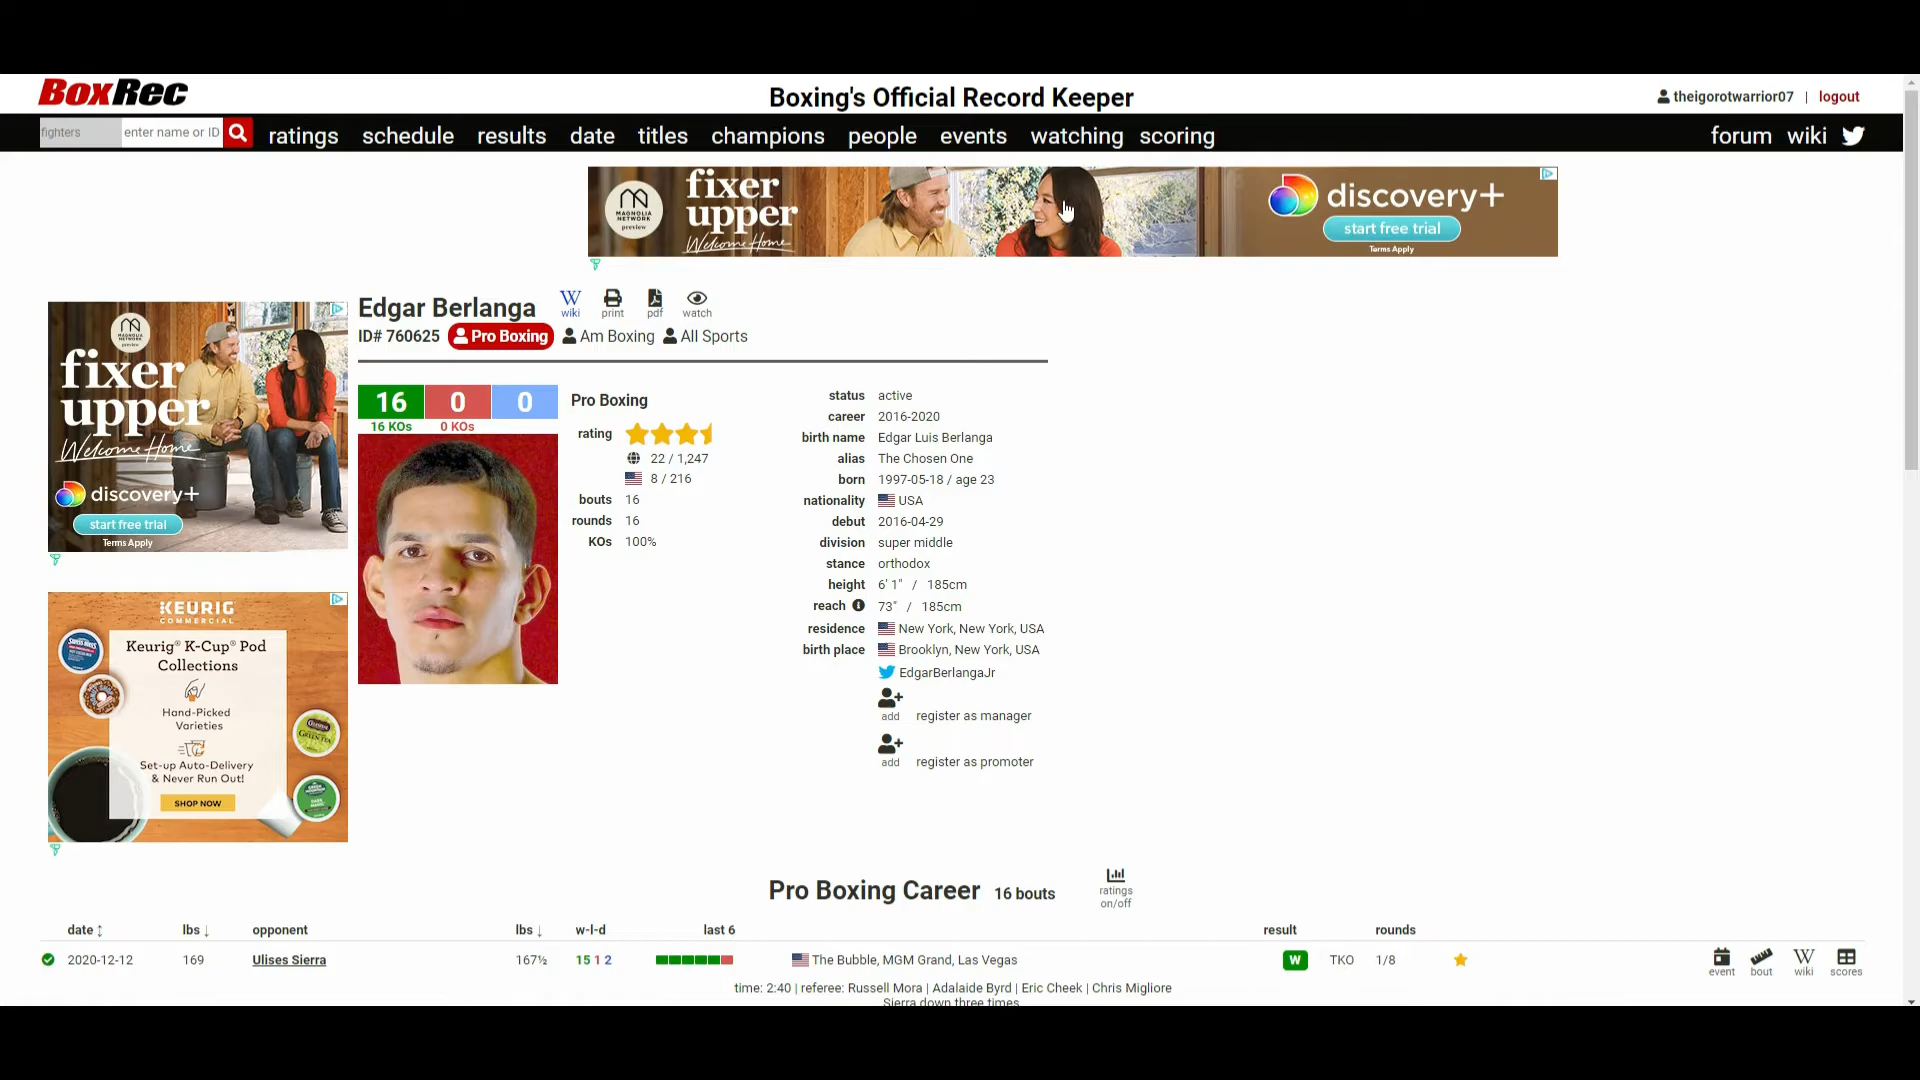 BoxRec
Boxing's Official Record Keeper
theigorotwarrior07 | logout
fighters enter name or ID ratings schedule results date titles champions people events watching scoring forum wiki
MAGNOLIA NETWORK preview
fixer upper
Welcome Home
discovery+
start free trial
Terms Apply
MAGNOLIA NETWORK preview
fixer
upper
Welcome Home
discovery+
start free trial
Terms Apply
KEURIG
COMMERCIAL
Keurig® K-Cup® Pod
Collections
Hand-Picked
Varieties
Set-up Auto-Delivery
& Never Run Out!
SHOP NOW
Edgar Berlanga wiki print pdf watch
ID# 760625 Pro Boxing Am Boxing All Sports
16 0 0
16 KOs 0 KOs
Pro Boxing
rating
22 / 1,247
8 / 216
bouts 16
rounds 16
KOs 100%
status active
career 2016-2020
birth name Edgar Luis Berlanga
alias The Chosen One
born 1997-05-18 / age 23
nationality USA
debut 2016-04-29
division super middle
stance orthodox
height 6' 1" / 185cm
reach 73" / 185cm
residence New York, New York, USA
birth place Brooklyn, New York, USA
EdgarBerlangaJr
add register as manager
add register as promoter
Pro Boxing Career 16 bouts ratings on/off
date lbs opponent lbs w-l-d last 6 result rounds
2020-12-12 169 Ulises Sierra 167½ 15 1 2 The Bubble, MGM Grand, Las Vegas W TKO 1/8 event bout wiki scores
time: 2:40 | referee: Russell Mora | Adalaide Byrd | Eric Cheek | Chris Migliore
Sierra down three times